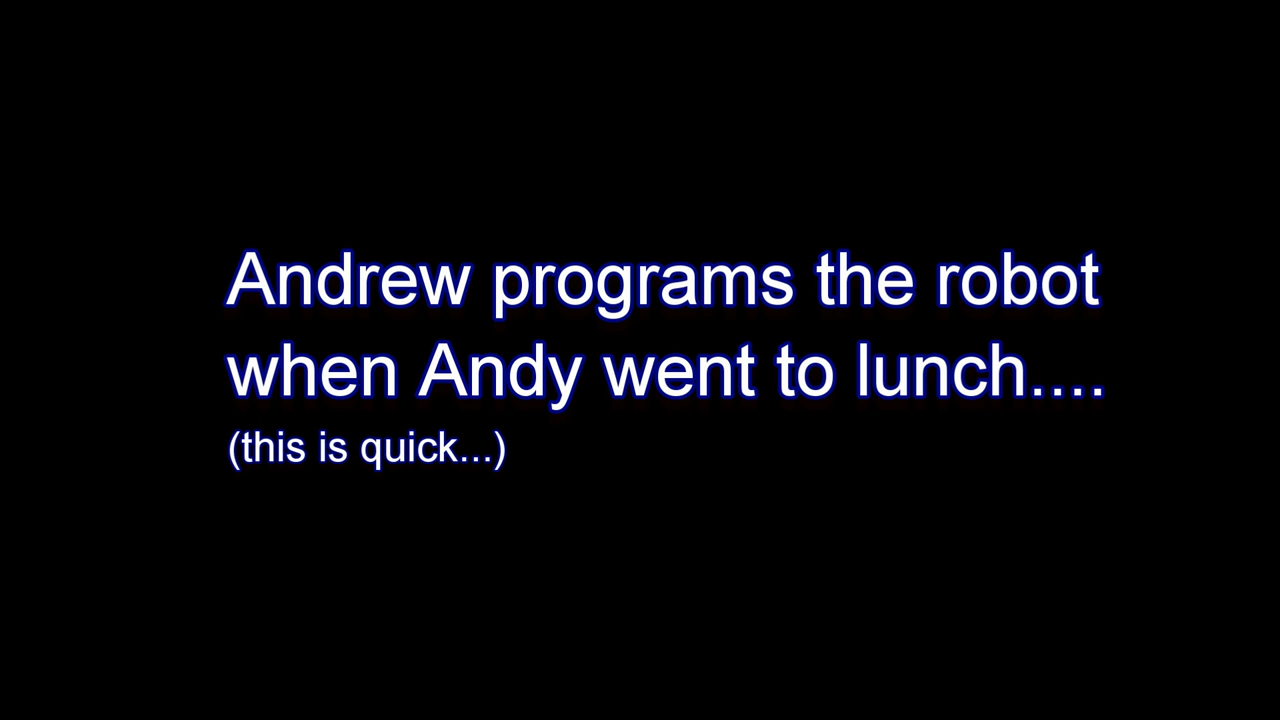 Andrew programs the robot
when Andy went to lunch....
(this is quick...)